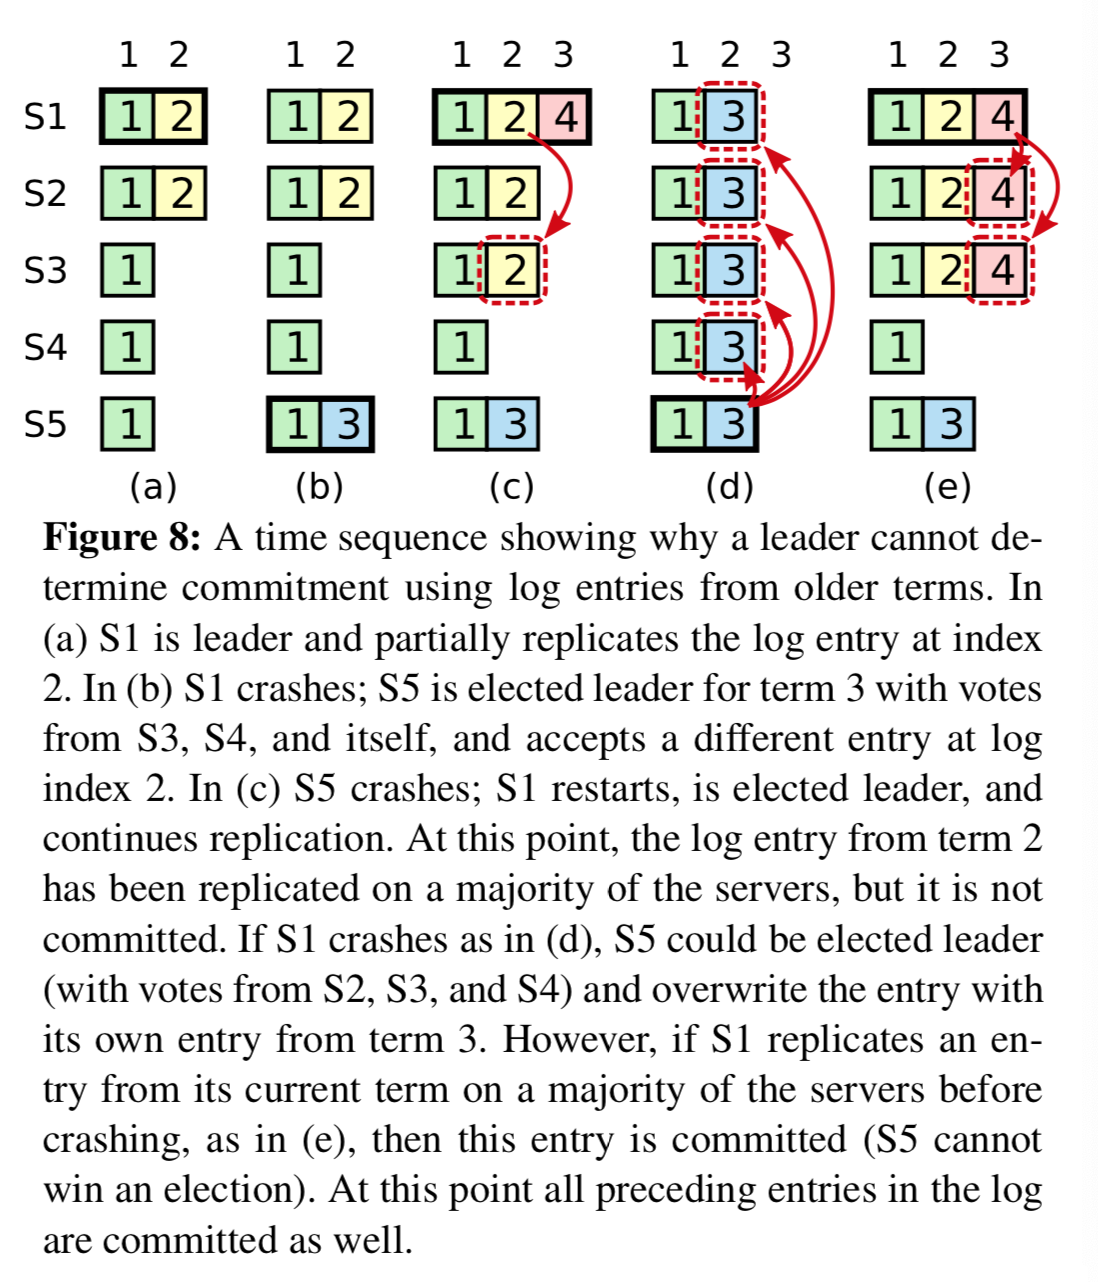 1 2 1 2 1 2 3 1 2 3 1 2 3
S1 1 2 1 2 1 2 4 1 3 1 2 4
S2 1 2 1 2 1 2 1 3 1 2 4
S3 1 1 1 2 1 3 1 2 4
S4 1 1 1 1 3 1
S5 1 1 3 1 3 1 3 1 3
(a) (b) (c) (d) (e)
Figure 8: A time sequence showing why a leader cannot de-
termine commitment using log entries from older terms. In
(a) S1 is leader and partially replicates the log entry at index
2. In (b) S1 crashes; S5 is elected leader for term 3 with votes
from S3, S4, and itself, and accepts a different entry at log
index 2. In (c) S5 crashes; S1 restarts, is elected leader, and
continues replication. At this point, the log entry from term 2
has been replicated on a majority of the servers, but it is not
committed. If S1 crashes as in (d), S5 could be elected leader
(with votes from S2, S3, and S4) and overwrite the entry with
its own entry from term 3. However, if S1 replicates an en-
try from its current term on a majority of the servers before
crashing, as in (e), then this entry is committed (S5 cannot
win an election). At this point all preceding entries in the log
are committed as well.